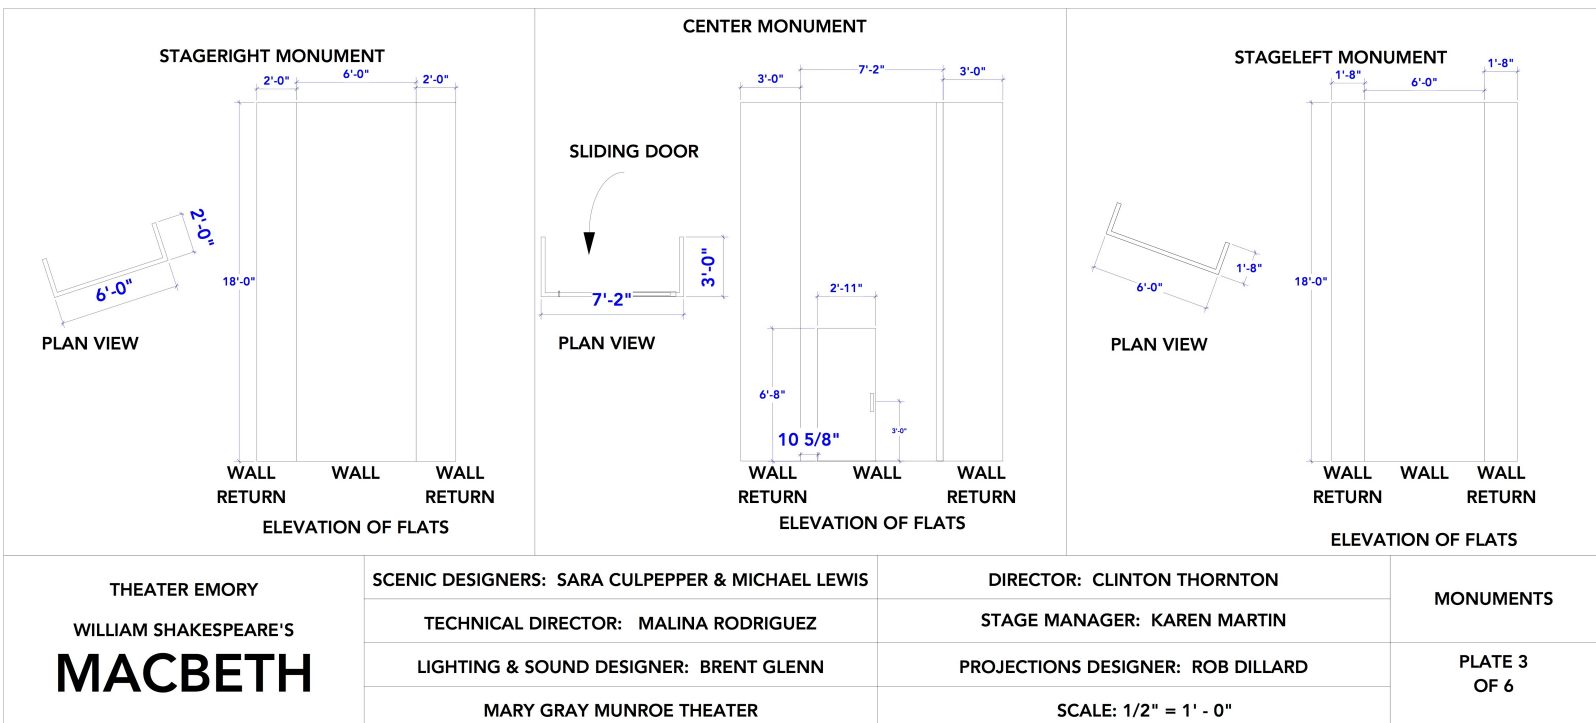 STAGERIGHT MONUMENT
2'-0"
6'-0"
2'-0"
18'-0"
2'-0"
6'-0"
PLAN VIEW
WALL
RETURN
WALL
WALL
RETURN
ELEVATION OF FLATS
CENTER MONUMENT
3'-0"
7'-2"
3'-0"
SLIDING DOOR
3'-0"
7'-2"
PLAN VIEW
2'-11"
6'-8"
10 5/8"
3'-0"
WALL
RETURN
WALL
WALL
RETURN
ELEVATION OF FLATS
STAGELEFT MONUMENT
1'-8"
6'-0"
1'-8"
18'-0"
1'-8"
6'-0"
PLAN VIEW
WALL
RETURN
WALL
WALL
RETURN
ELEVATION OF FLATS
THEATER EMORY
WILLIAM SHAKESPEARE'S
MACBETH
SCENIC DESIGNERS: SARA CULPEPPER & MICHAEL LEWIS
TECHNICAL DIRECTOR: MALINA RODRIGUEZ
LIGHTING & SOUND DESIGNER: BRENT GLENN
MARY GRAY MUNROE THEATER
DIRECTOR: CLINTON THORNTON
STAGE MANAGER: KAREN MARTIN
PROJECTIONS DESIGNER: ROB DILLARD
SCALE: 1/2" = 1' - 0"
MONUMENTS
PLATE 3
OF 6